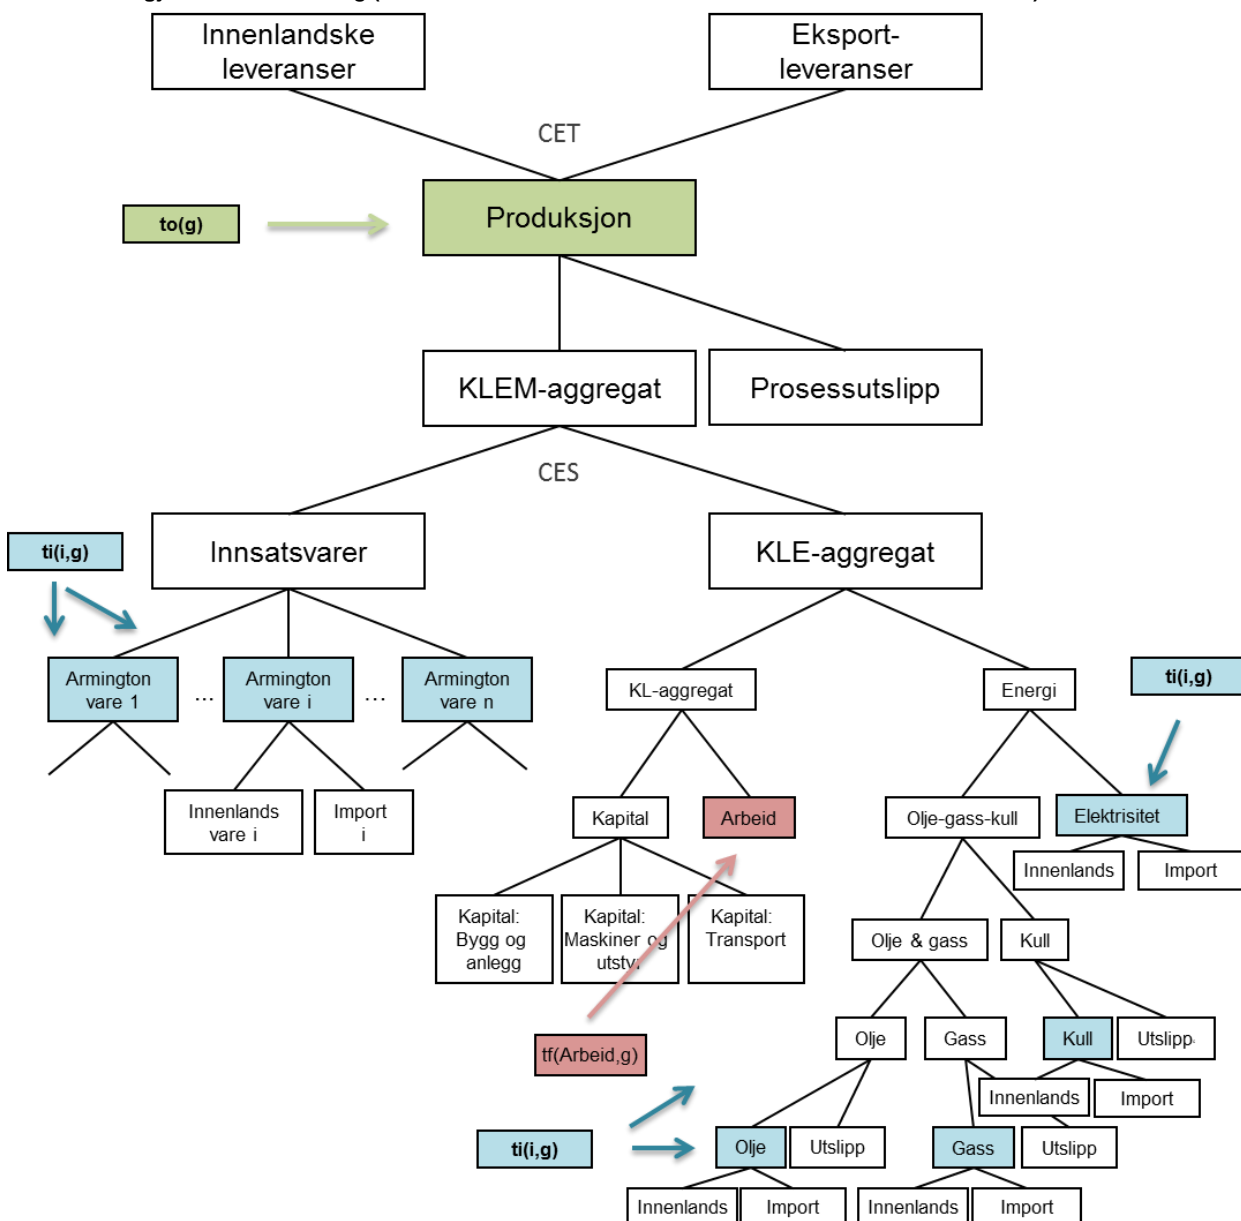 Innenlandske
leveranser
Eksport-
leveranser
CET
to(g)
Produksjon
KLEM-aggregat
Prosessutslipp
CES
ti(i,g)
Innsatsvarer
KLE-aggregat
Armington
vare 1
...
Armington
vare i
...
Armington
vare n
KL-aggregat
Energi
ti(i,g)
Innenlands
vare i
Import
i
Kapital
Arbeid
Olje-gass-kull
Elektrisitet
Innenlands
Import
Kapital:
Bygg og
anlegg
Kapital:
Maskiner og
utstyr
Kapital:
Transport
Olje & gass
Kull
tf(Arbeid,g)
Olje
Gass
Kull
Utslipp
Innenlands
Import
ti(i,g)
Olje
Utslipp
Gass
Utslipp
Innenlands
Import
Innenlands
Import